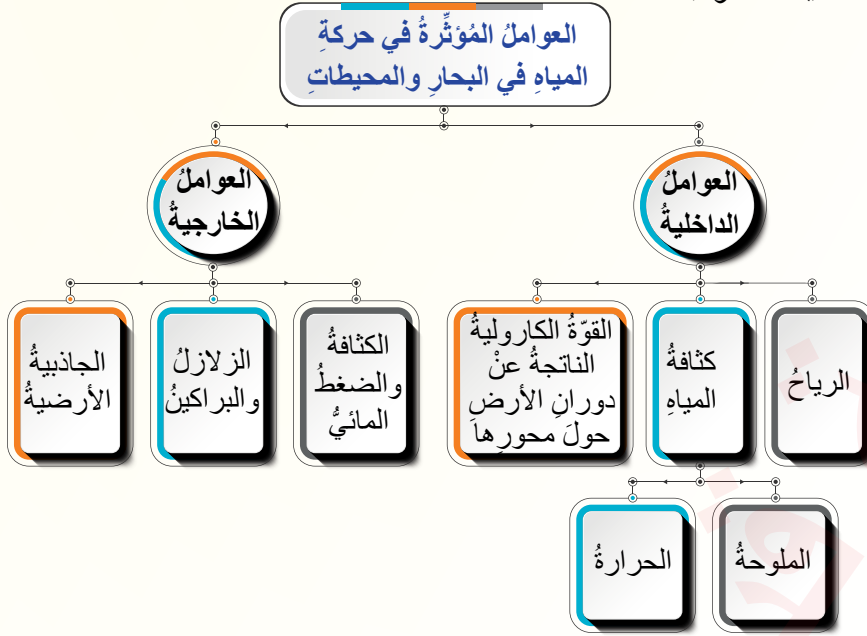 العواملُ المُؤثِّرةُ في حركةِ
المياهِ في البحارِ والمحيطاتِ
العواملُ
الداخليةُ
العواملُ
الخارجيةُ
الرياحُ
كثافةُ
المياهِ
القوّةُ الكاروليةُ
الناتجةُ عنْ
دورانِ الأرضِ
حولَ محورِها
الكثافةُ
والضغطُ
المائيُّ
الزلازلُ
والبراكينُ
الجاذبيةُ
الأرضيةُ
الملوحةُ
الحرارةُ